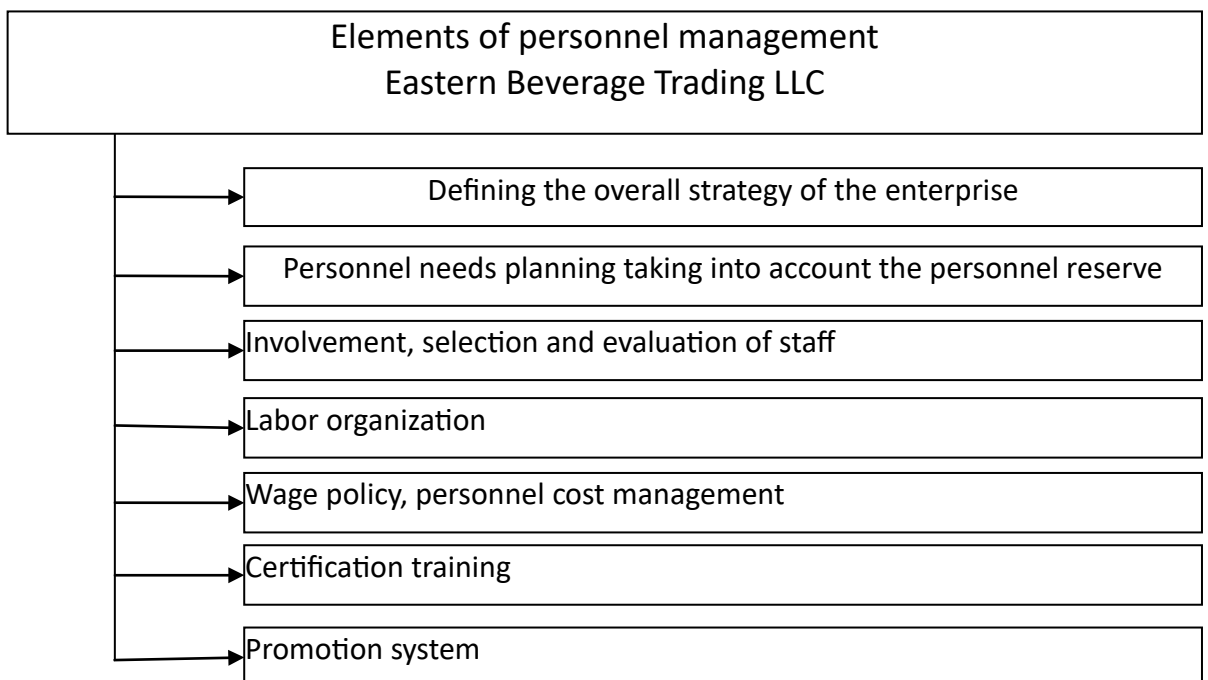 Elements of personnel management
Eastern Beverage Trading LLC
Defining the overall strategy of the enterprise
Personnel needs planning taking into account the personnel reserve
Involvement, selection and evaluation of staff
Labor organization
Wage policy, personnel cost management
Certification training
Promotion system